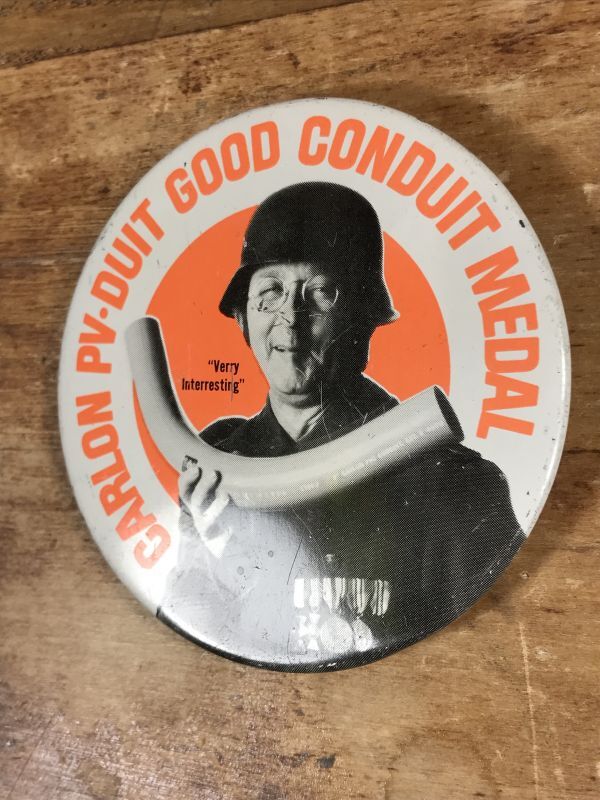 CARLON PV-DUIT GOOD CONDUIT MEDAL
"Verry
Interresting"